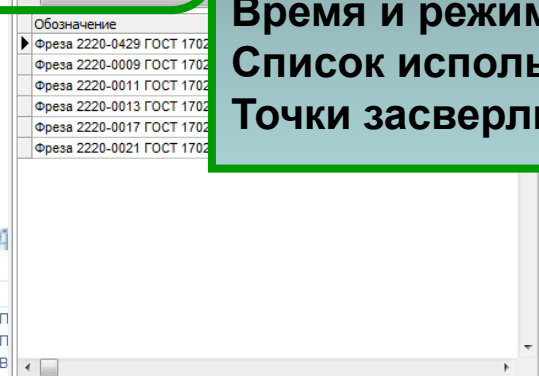 Время и режим
Список исполь
Точки засверл
Обозначение
Фреза 2220-0429 ГОСТ 1702
Фреза 2220-0009 ГОСТ 1702
Фреза 2220-0011 ГОСТ 1702
Фреза 2220-0013 ГОСТ 1702
Фреза 2220-0017 ГОСТ 1702
Фреза 2220-0021 ГОСТ 1702
П
П
В